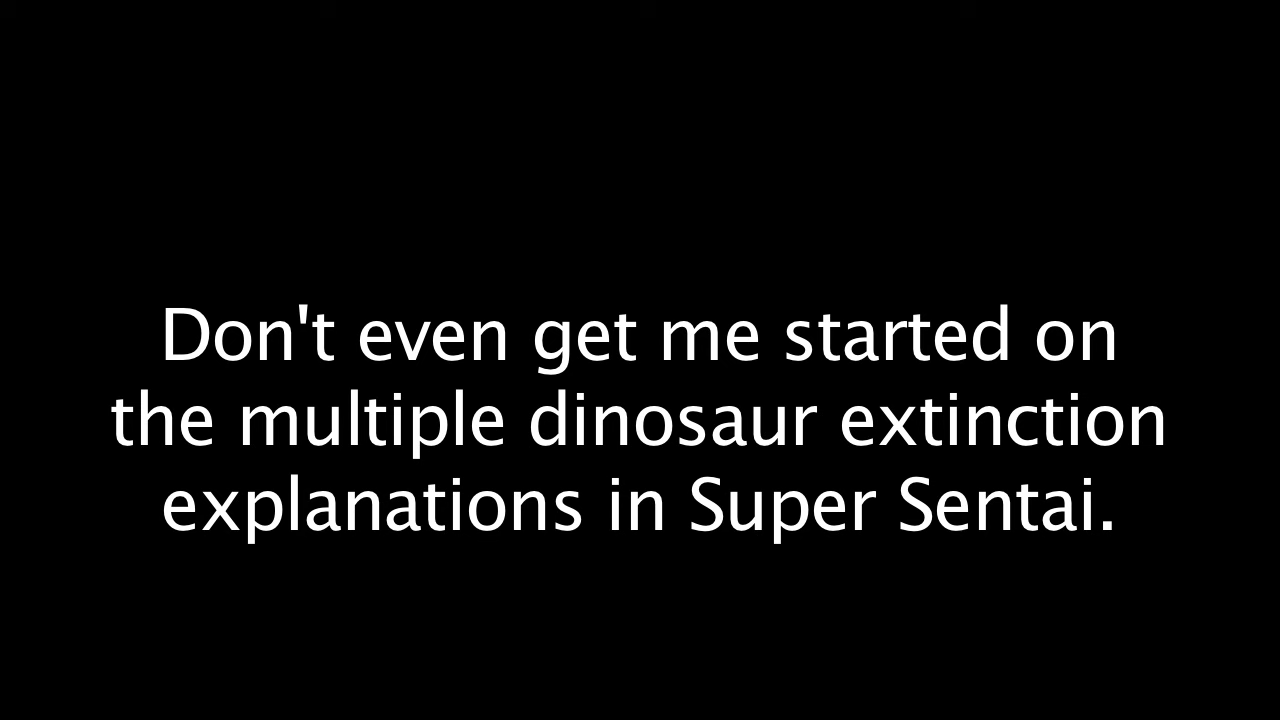 Don't even get me started on
the multiple dinosaur extinction
explanations in Super Sentai.